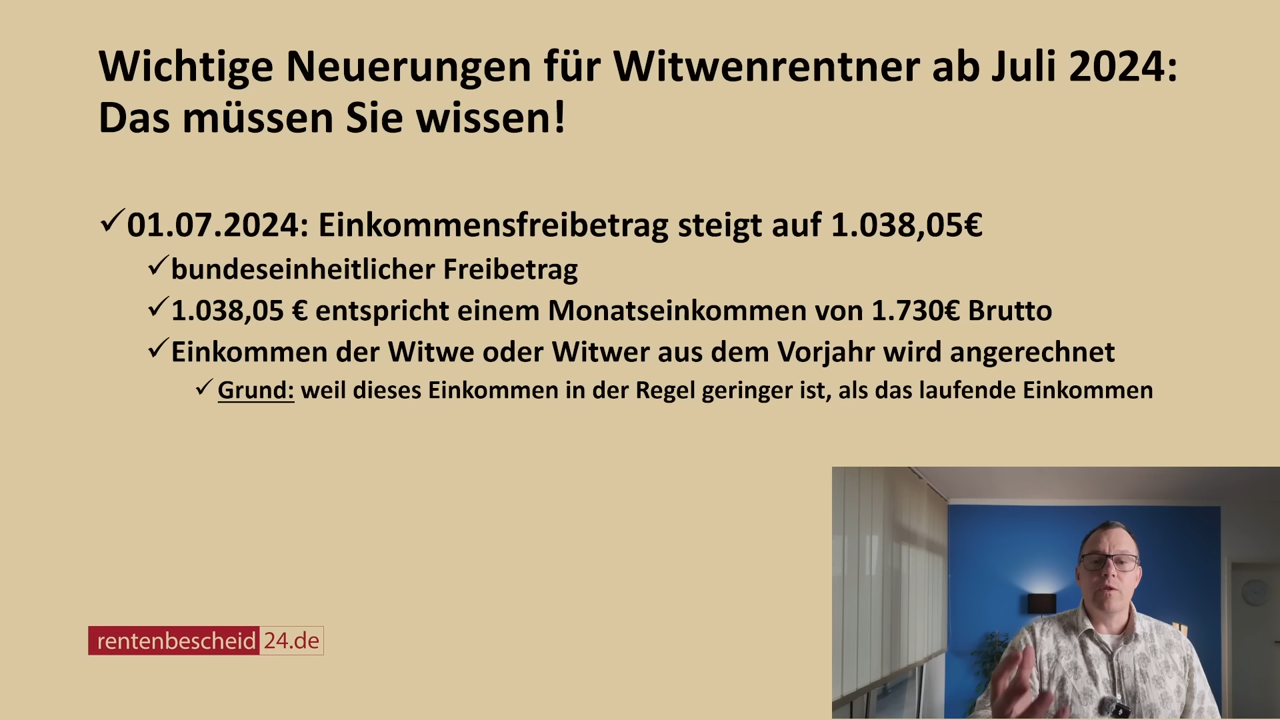 Wichtige Neuerungen für Witwenrentner ab Juli 2024:
Das müssen Sie wissen!
✓01.07.2024: Einkommensfreibetrag steigt auf 1.038,05€
✓bundeseinheitlicher Freibetrag
✓1.038,05 € entspricht einem Monatseinkommen von 1.730€ Brutto
✓Einkommen der Witwe oder Witwer aus dem Vorjahr wird angerechnet
✓Grund: weil dieses Einkommen in der Regel geringer ist, als das laufende Einkommen
rentenbescheid 24.de